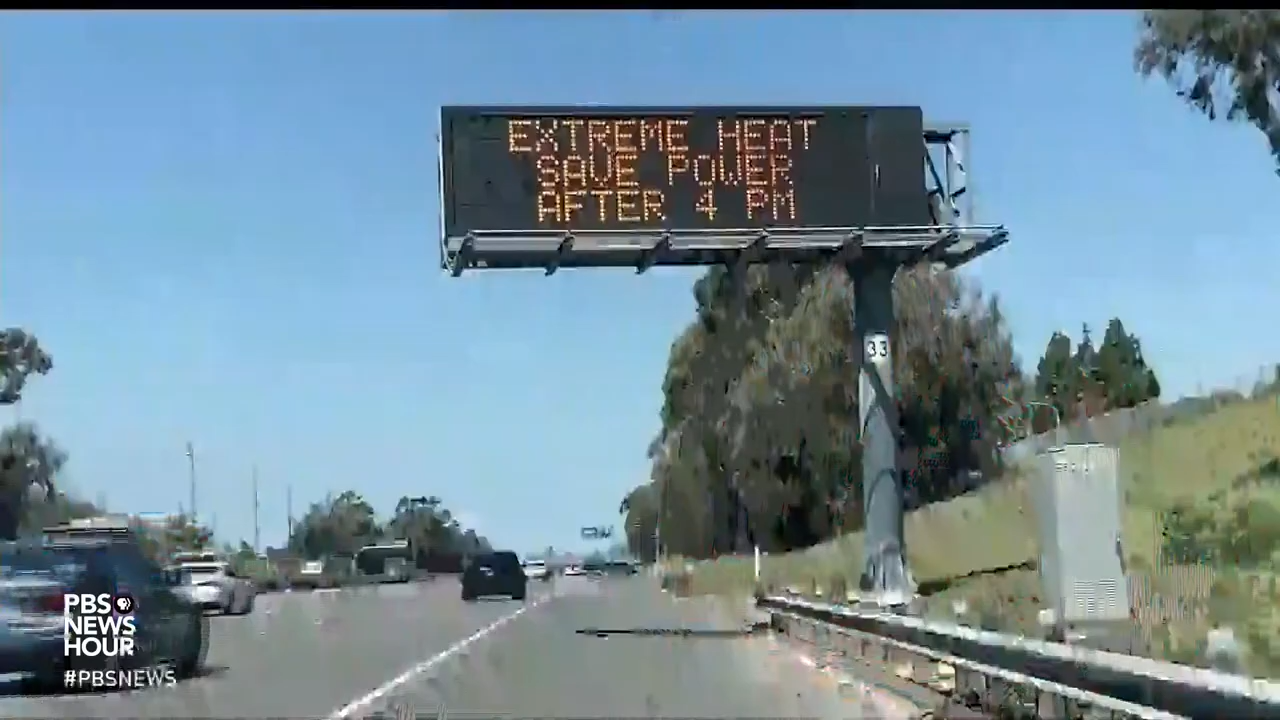 EXTREME HEAT
SAVE POWER
AFTER 4 PM
33
PBS
NEWS
HOUR
#PBSNEWS